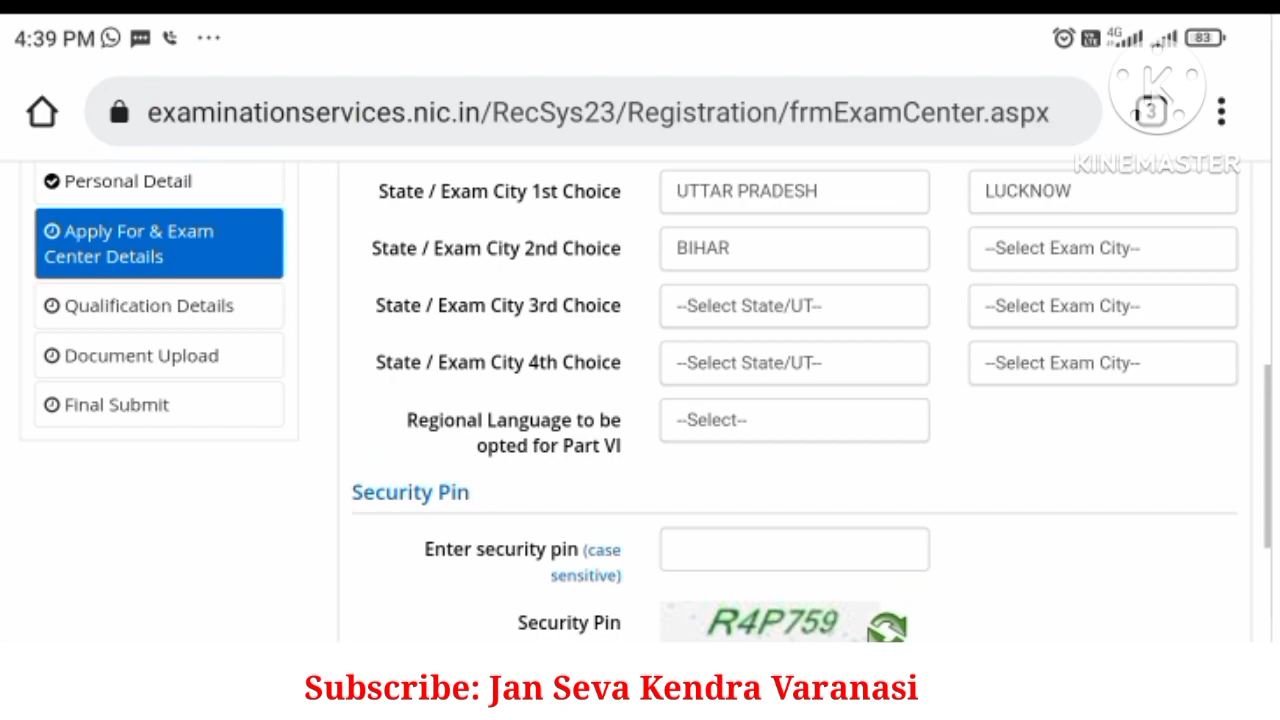 4:39 PM
4G
83
examinationservices.nic.in/RecSys23/Registration/frmExamCenter.aspx
3
K
KINEMASTER
Personal Detail
Apply For & Exam
Center Details
Qualification Details
Document Upload
Final Submit
State / Exam City 1st Choice UTTAR PRADESH LUCKNOW
State / Exam City 2nd Choice BIHAR --Select Exam City--
State / Exam City 3rd Choice --Select State/UT-- --Select Exam City--
State / Exam City 4th Choice --Select State/UT-- --Select Exam City--
Regional Language to be
opted for Part VI --Select--
Security Pin
Enter security pin (case
sensitive)
Security Pin R4P759
Subscribe: Jan Seva Kendra Varanasi